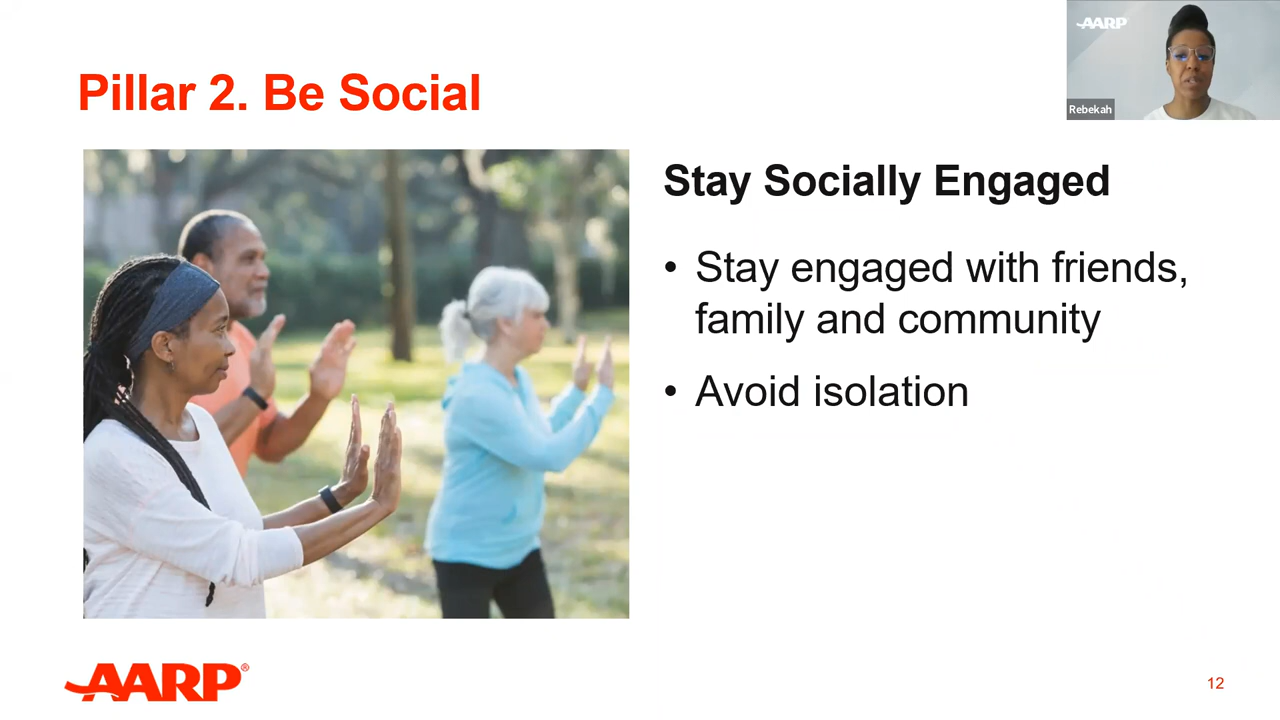 AARP
Rebekah
Pillar 2. Be Social
Stay Socially Engaged
• Stay engaged with friends,
family and community
• Avoid isolation
AARP®
12